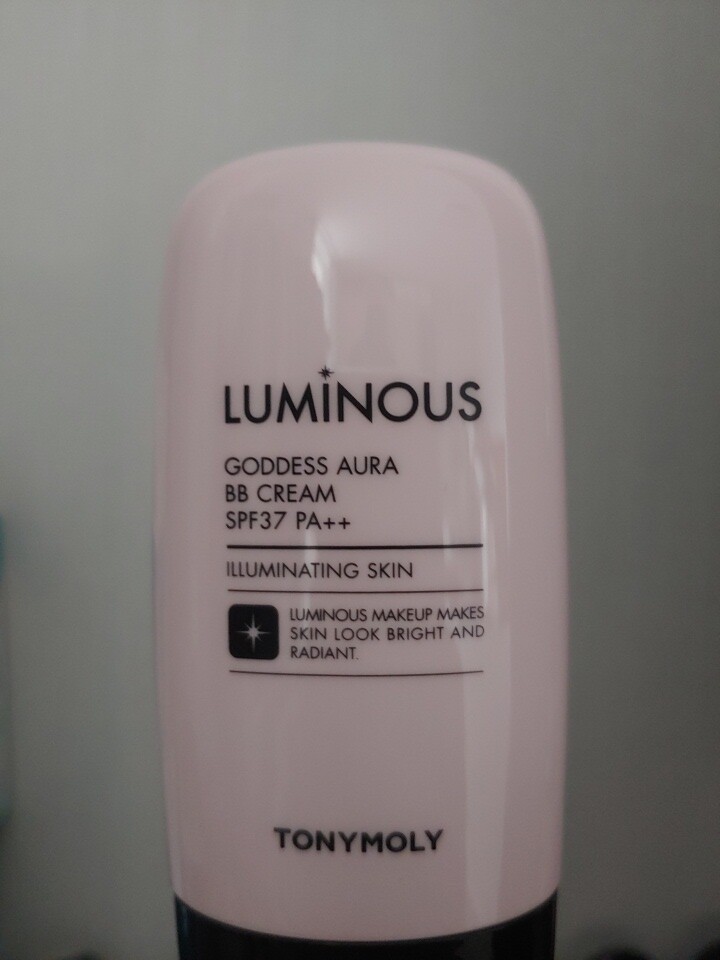 LUMINOUS
GODDESS AURA
BB CREAM
SPF37 PA++
ILLUMINATING SKIN
LUMINOUS MAKEUP MAKES
SKIN LOOK BRIGHT AND
RADIANT.
TONYMOLY